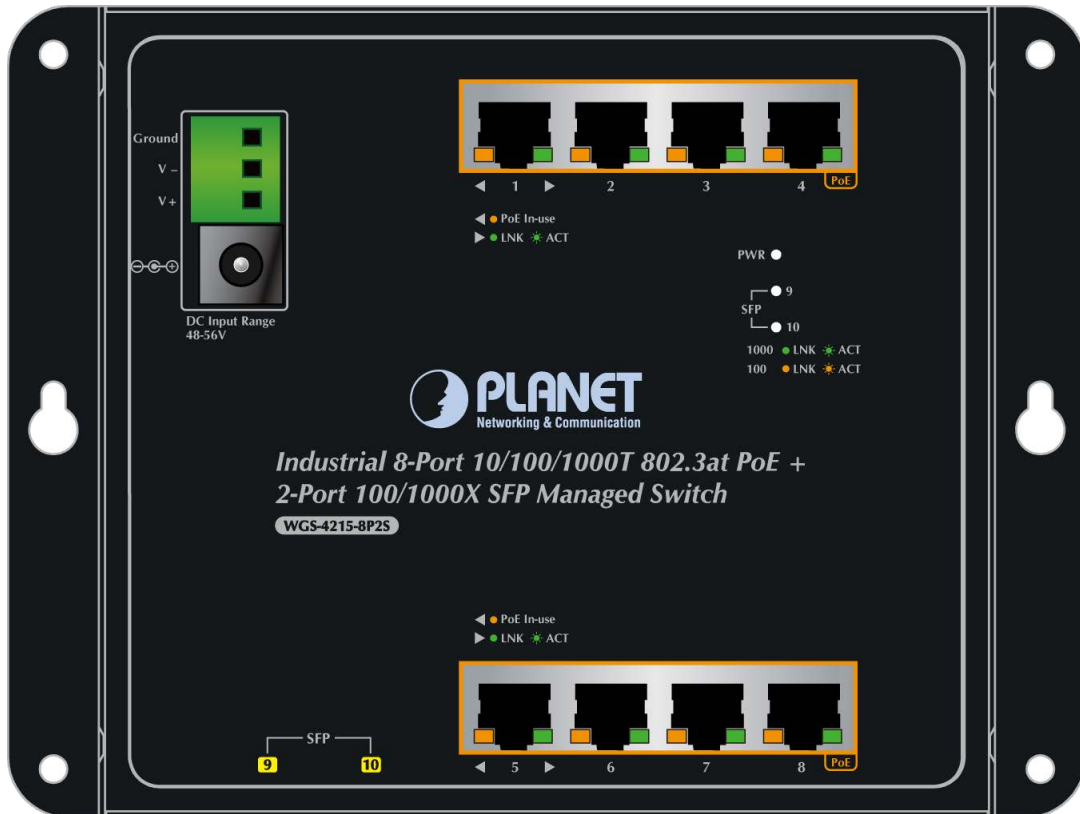 Ground
V -
V +
DC Input Range
48-56V
1 2 3 4 PoE
PoE In-use
LNK ACT
PWR
9
SFP
10
1000 LNK ACT
100 LNK ACT
PLANET
Networking & Communication
Industrial 8-Port 10/100/1000T 802.3at PoE +
2-Port 100/1000X SFP Managed Switch
WGS-4215-8P2S
PoE In-use
LNK ACT
SFP
9 10
5 6 7 8 PoE